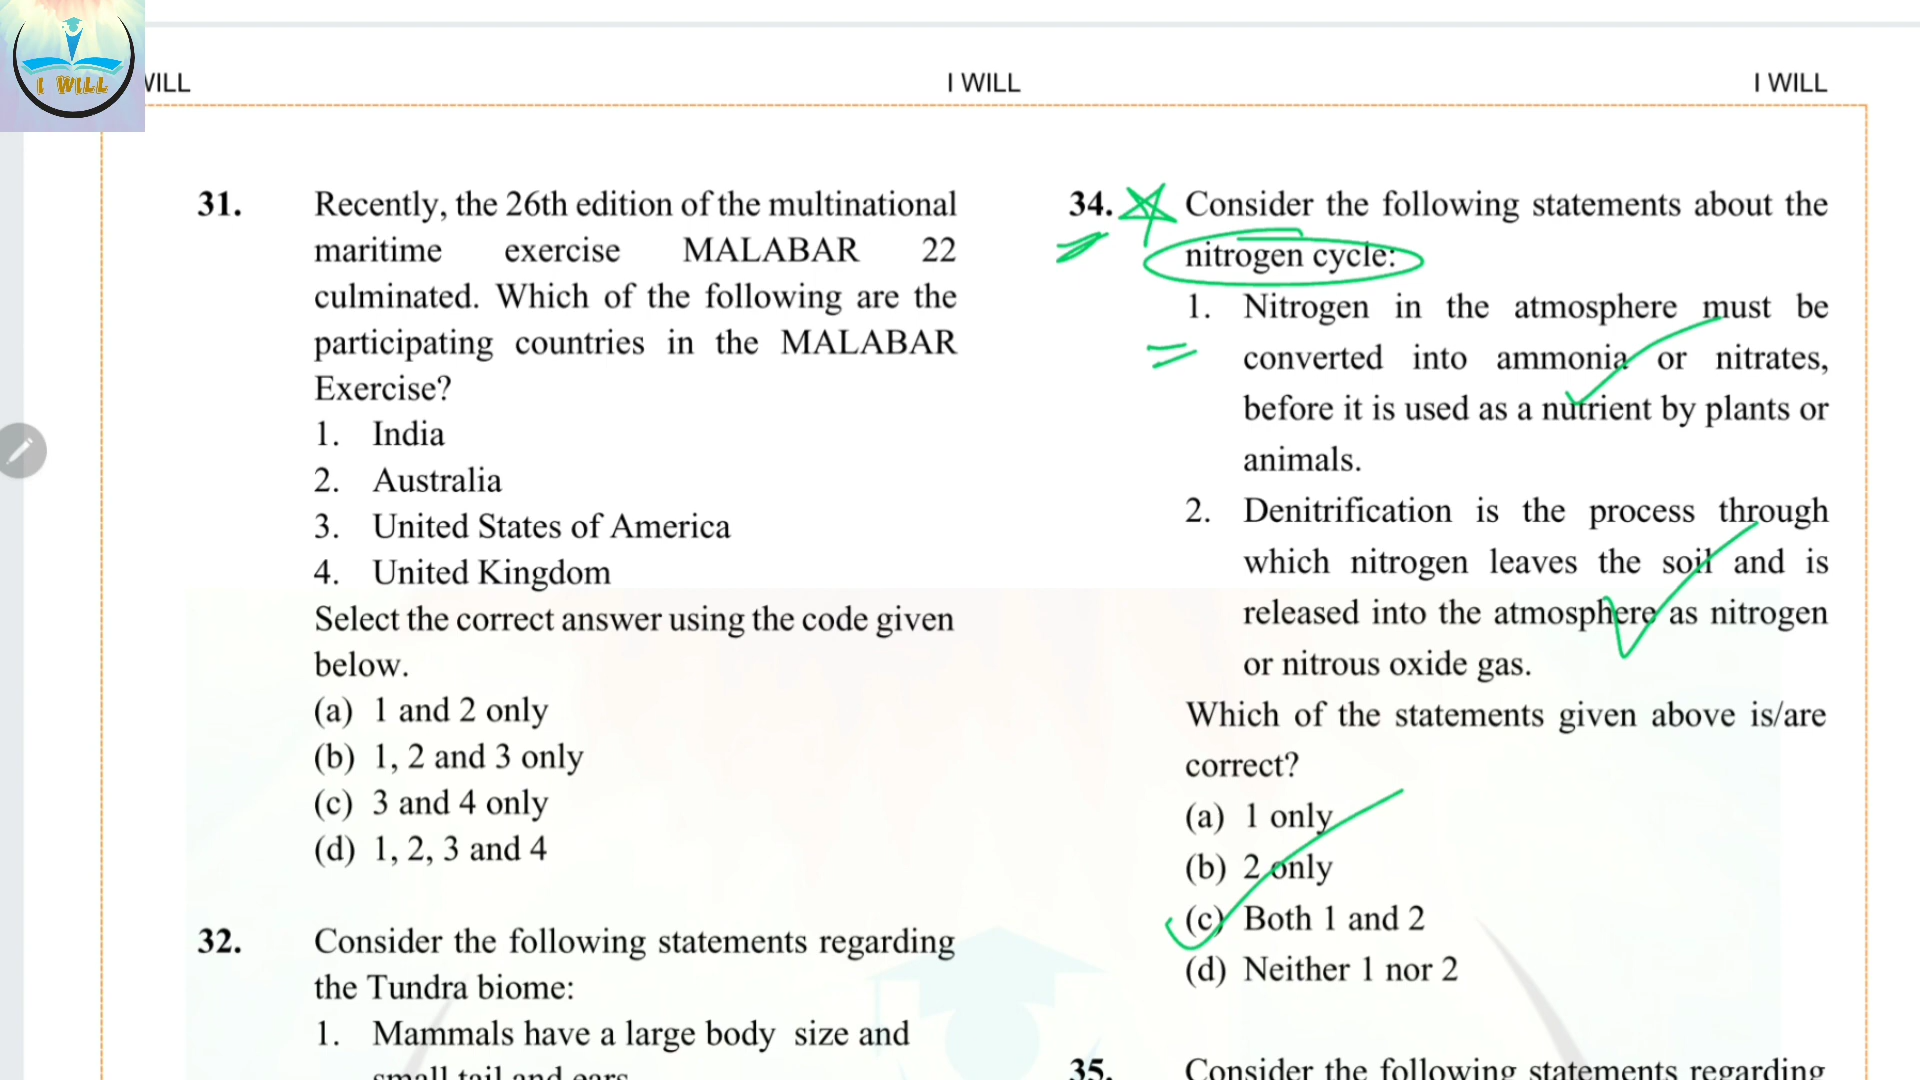 I WILL
VILL
I WILL
I WILL
31. Recently, the 26th edition of the multinational
maritime exercise MALABAR 22
culminated. Which of the following are the
participating countries in the MALABAR
Exercise?
1. India
2. Australia
3. United States of America
4. United Kingdom
Select the correct answer using the code given
below.
(a) 1 and 2 only
(b) 1, 2 and 3 only
(c) 3 and 4 only
(d) 1, 2, 3 and 4
32. Consider the following statements regarding
the Tundra biome:
1. Mammals have a large body size and
small tail and ears
34. Consider the following statements about the
nitrogen cycle:
1. Nitrogen in the atmosphere must be
converted into ammonia or nitrates,
before it is used as a nutrient by plants or
animals.
2. Denitrification is the process through
which nitrogen leaves the soil and is
released into the atmosphere as nitrogen
or nitrous oxide gas.
Which of the statements given above is/are
correct?
(a) 1 only
(b) 2 only
(c) Both 1 and 2
(d) Neither 1 nor 2
35. Consider the following statements regarding